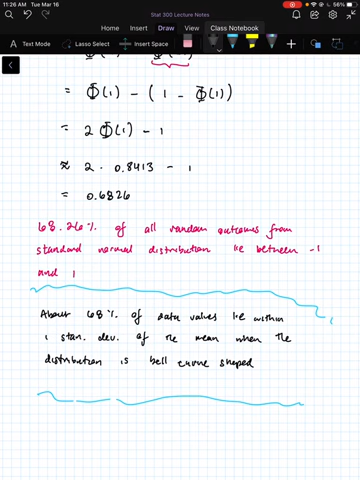 11:26 AM Tue Mar 16
56%
Stat 300 Lecture Notes
Home Insert Draw View Class Notebook
Text Mode Lasso Select Insert Space
= Φ(1) - (1 - Φ(1))
= 2 Φ(1) - 1
≈ 2 · 0.8413 - 1
= 0.6826
68.26% of all random outcomes from
standard normal distribution lie between -1
and 1
About 68% of data values lie within
1 stan. dev. of the mean when the
distribution is bell curve shaped